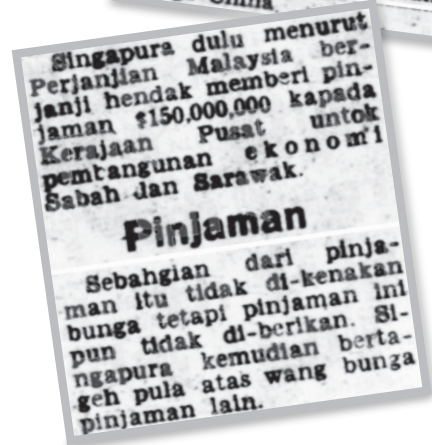 Singapura dulu menurut
Perjanjian Malaysia ber-
janji hendak memberi pin-
jaman $150,000,000 kapada
Kerajaan Pusat untok
pembangunan ekonomi
Sabah dan Sarawak.
Pinjaman
Sebahgian dari pinja-
man itu tidak di-kenakan
bunga tetapi pinjaman ini
pun tidak di-berikan. Si-
ngapura kemudian berta-
ngeh pula atas wang bunga
pinjaman lain.